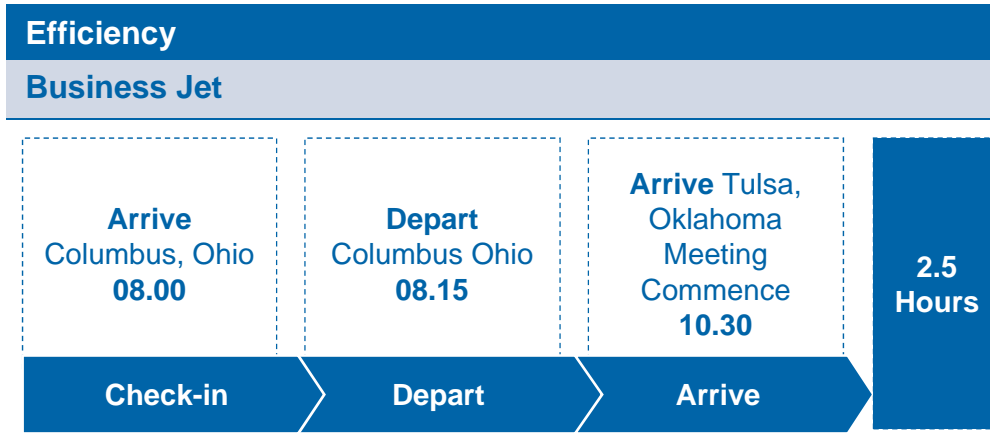 Efficiency
Business Jet
Arrive
Columbus, Ohio
08.00
Depart
Columbus Ohio
08.15
Arrive Tulsa,
Oklahoma
Meeting
Commence
10.30
2.5
Hours
Check-in
Depart
Arrive